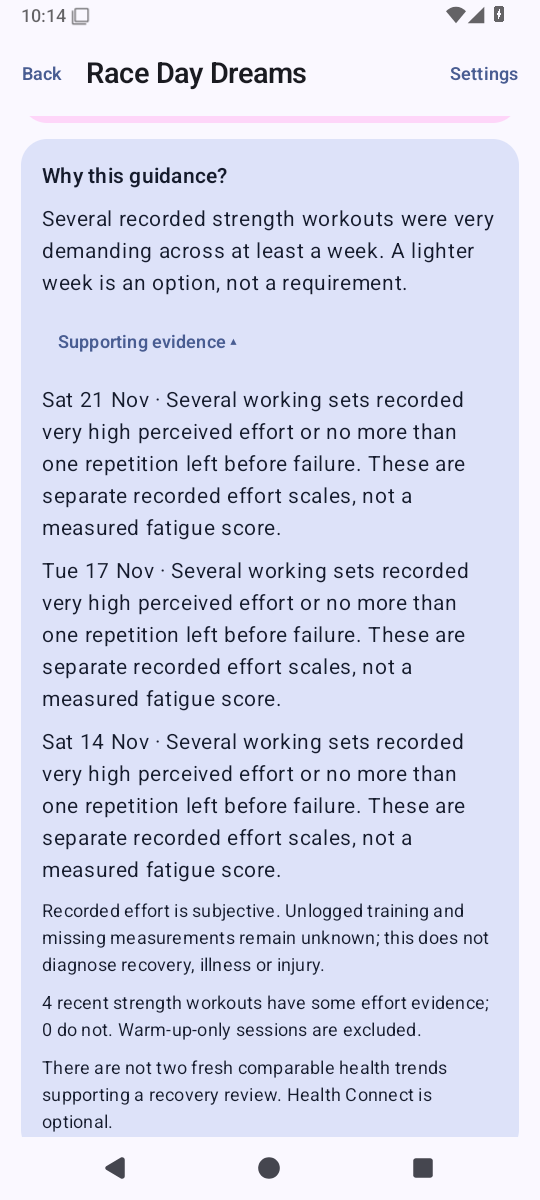 10:14
Back
Race Day Dreams
Settings
Why this guidance?
Several recorded strength workouts were very
demanding across at least a week. A lighter
week is an option, not a requirement.
Supporting evidence ▴
Sat 21 Nov · Several working sets recorded
very high perceived effort or no more than
one repetition left before failure. These are
separate recorded effort scales, not a
measured fatigue score.
Tue 17 Nov · Several working sets recorded
very high perceived effort or no more than
one repetition left before failure. These are
separate recorded effort scales, not a
measured fatigue score.
Sat 14 Nov · Several working sets recorded
very high perceived effort or no more than
one repetition left before failure. These are
separate recorded effort scales, not a
measured fatigue score.
Recorded effort is subjective. Unlogged training and
missing measurements remain unknown; this does not
diagnose recovery, illness or injury.
4 recent strength workouts have some effort evidence;
0 do not. Warm-up-only sessions are excluded.
There are not two fresh comparable health trends
supporting a recovery review. Health Connect is
optional.